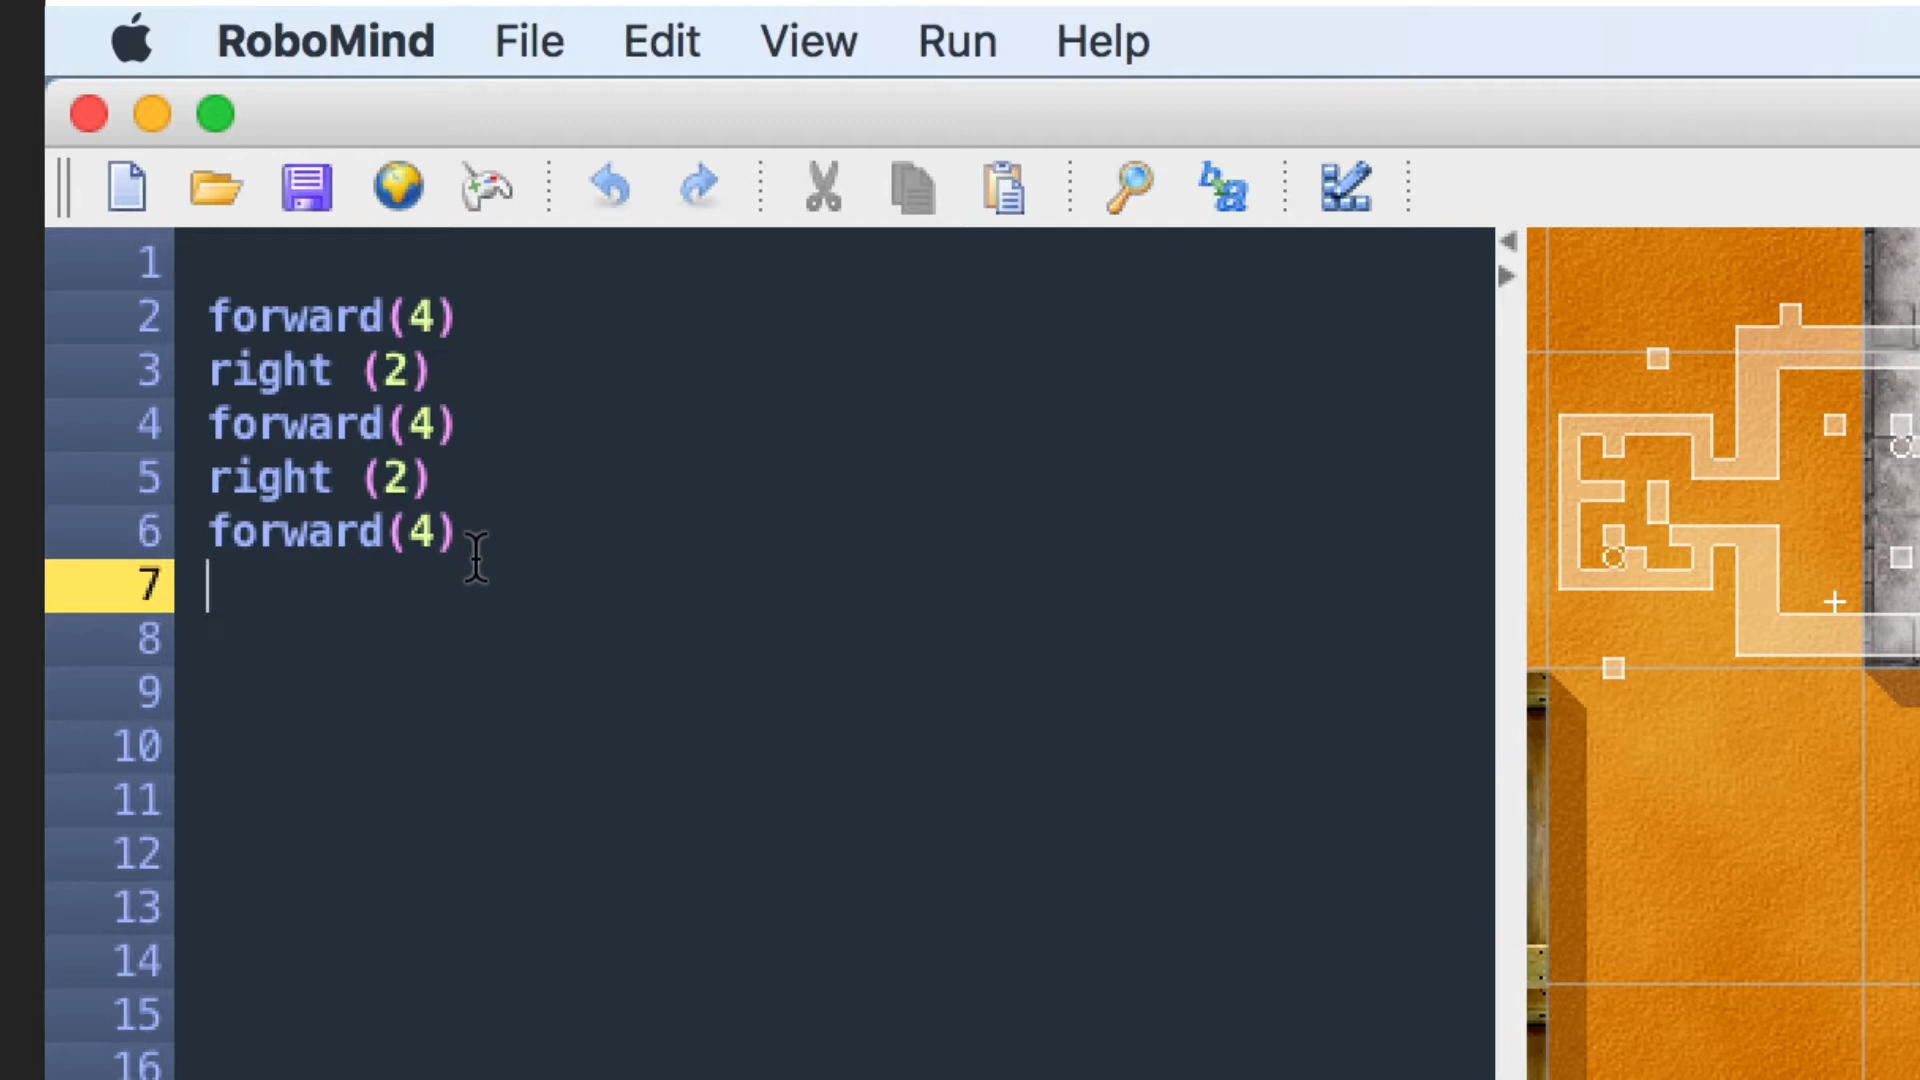 RoboMind File Edit View Run Help
1
2 forward(4)
3 right (2)
4 forward(4)
5 right (2)
6 forward(4)
7
8
9
10
11
12
13
14
15
16